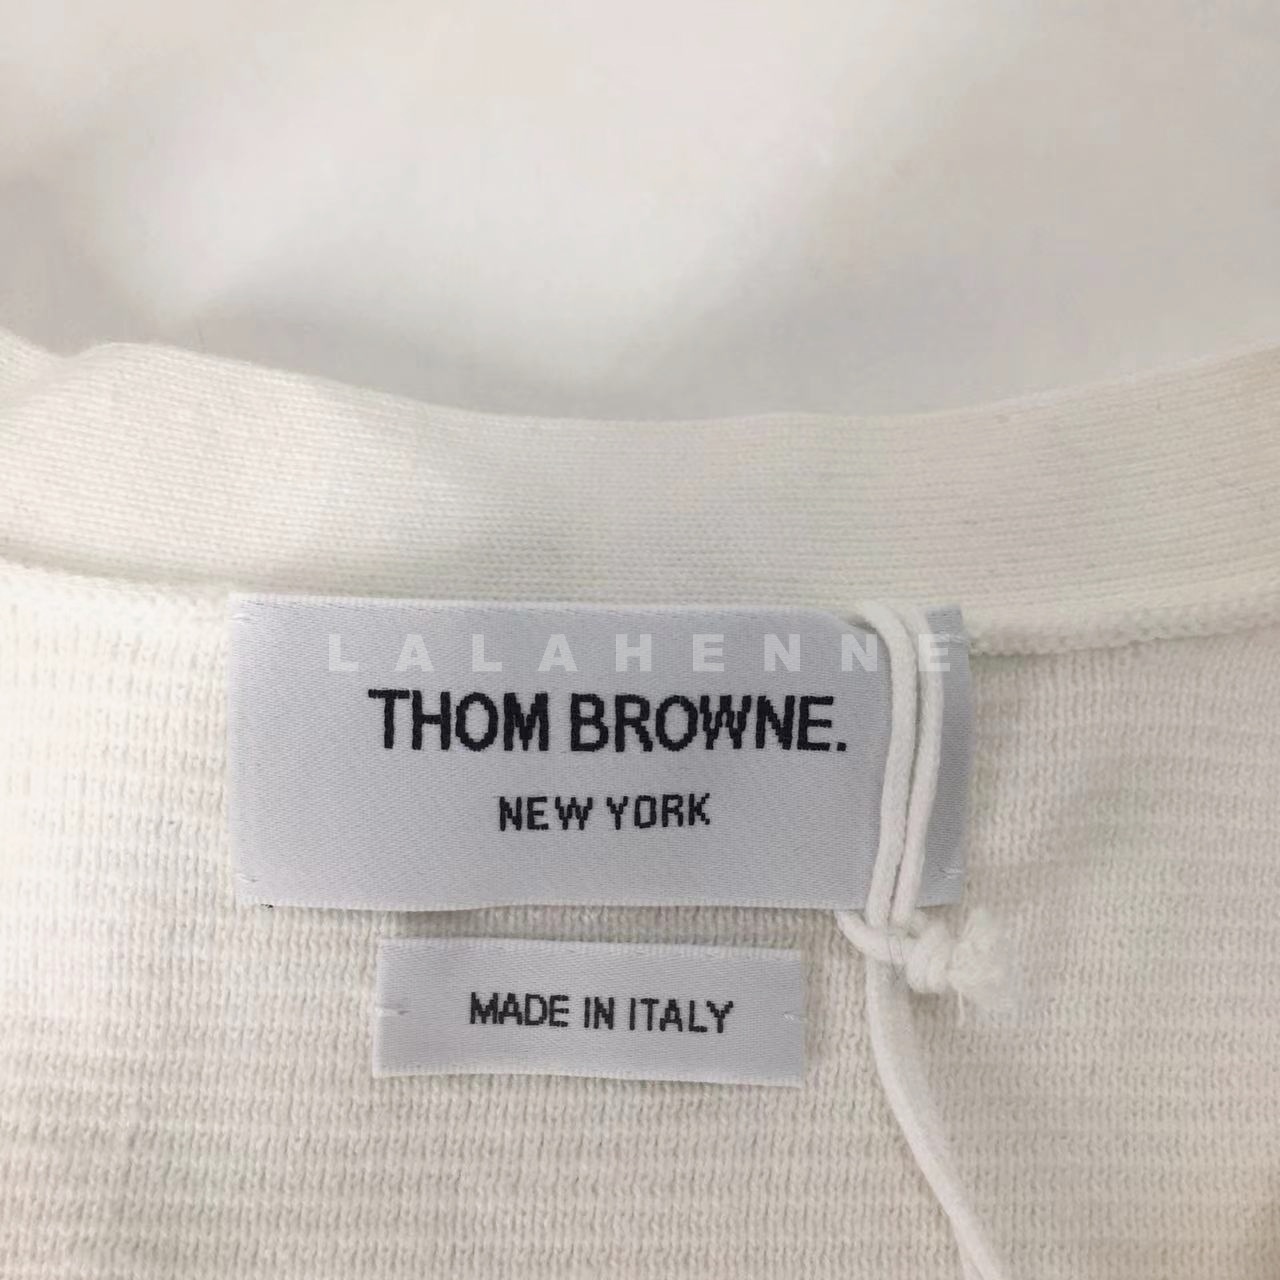 LALAHENNE
THOM BROWNE.
NEW YORK
MADE IN ITALY